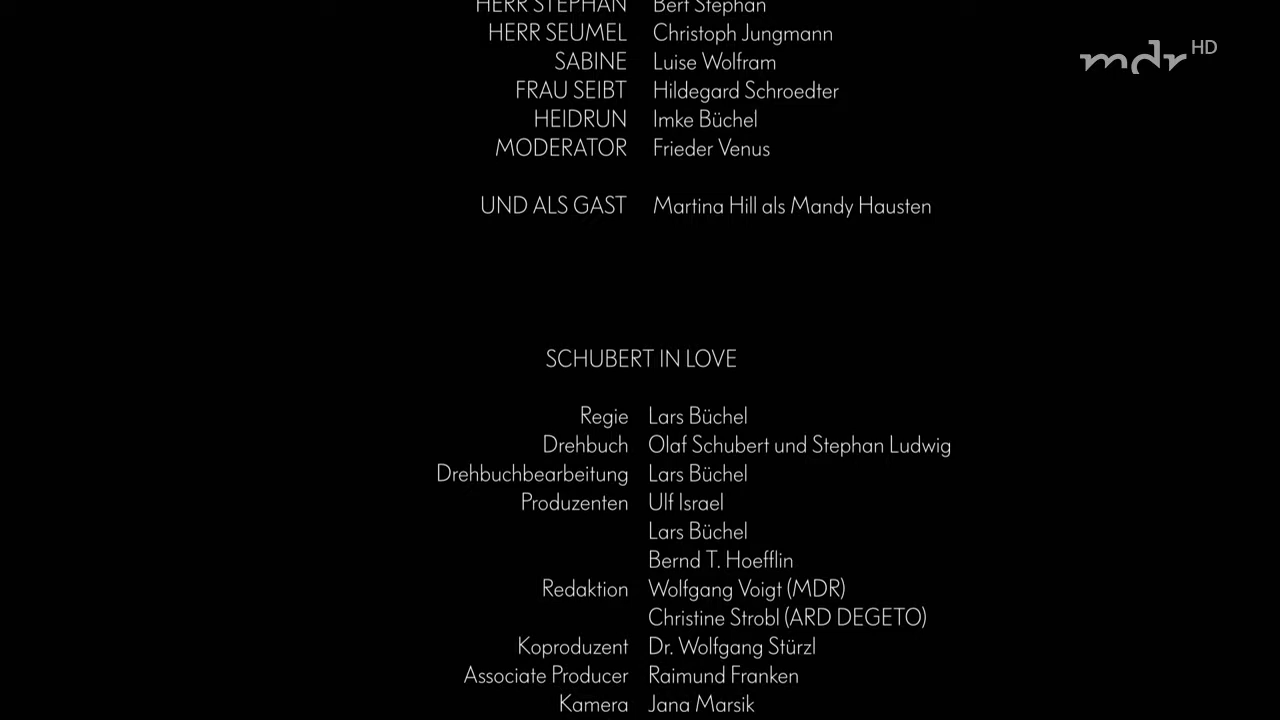 HERR STEPHAN Bert Stephan
HERR SEUMEL Christoph Jungmann
mdr HD
SABINE Luise Wolfram
FRAU SEIBT Hildegard Schroedter
HEIDRUN Imke Büchel
MODERATOR Frieder Venus
UND ALS GAST Martina Hill als Mandy Hausten
SCHUBERT IN LOVE
Regie Lars Büchel
Drehbuch Olaf Schubert und Stephan Ludwig
Drehbuchbearbeitung Lars Büchel
Produzenten Ulf Israel
Lars Büchel
Bernd T. Hoefflin
Redaktion Wolfgang Voigt (MDR)
Christine Strobl (ARD DEGETO)
Koproduzent Dr. Wolfgang Stürzl
Associate Producer Raimund Franken
Kamera Jana Marsik